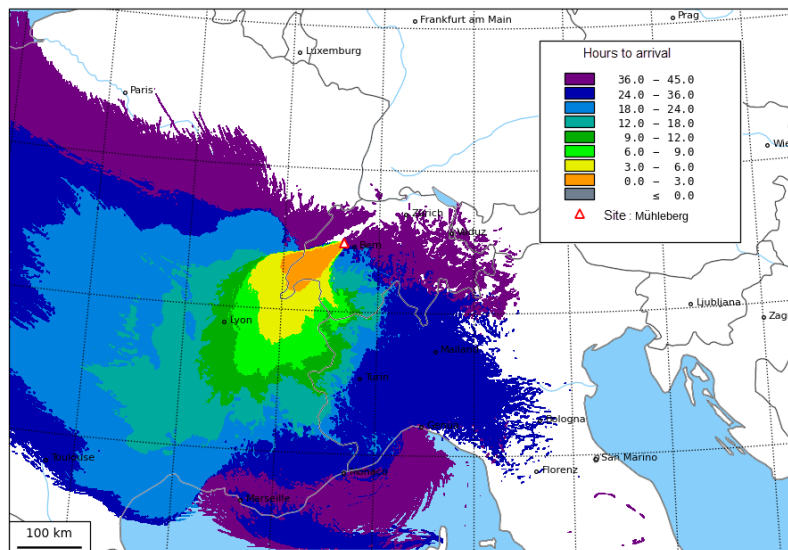 Frankfurt am Main
Prag
Luxemburg
Hours to arrival
36.0 – 45.0
24.0 – 36.0
18.0 – 24.0
12.0 – 18.0
9.0 – 12.0
6.0 – 9.0
3.0 – 6.0
0.0 – 3.0
≤ 0.0
Site : Mühleberg
Paris
Wie
Zürich
Vaduz
Bern
Ljubljana
Zag
Lyon
Milano
Turin
Bologna
Toulouse
Monaco
Florenz
San Marino
Marseille
100 km